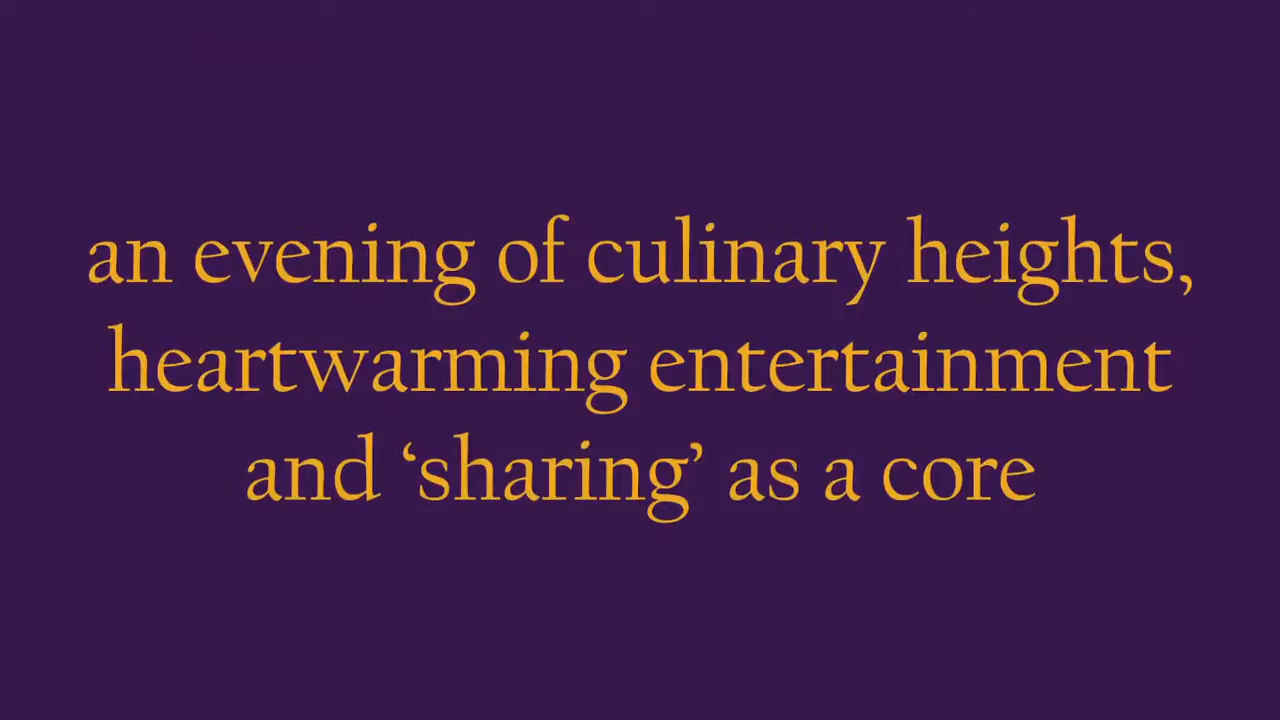 an evening of culinary heights,
heartwarming entertainment
and ‘sharing’ as a core